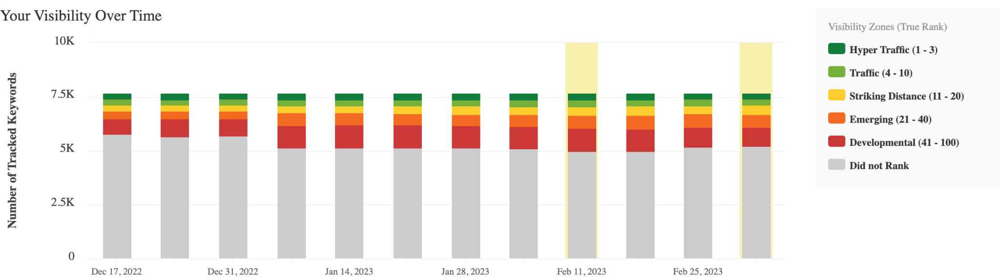 Your Visibility Over Time
Number of Tracked Keywords
10K
7.5K
5K
2.5K
0
Dec 17, 2022
Dec 31, 2022
Jan 14, 2023
Jan 28, 2023
Feb 11, 2023
Feb 25, 2023
Visibility Zones (True Rank)
Hyper Traffic (1 - 3)
Traffic (4 - 10)
Striking Distance (11 - 20)
Emerging (21 - 40)
Developmental (41 - 100)
Did not Rank